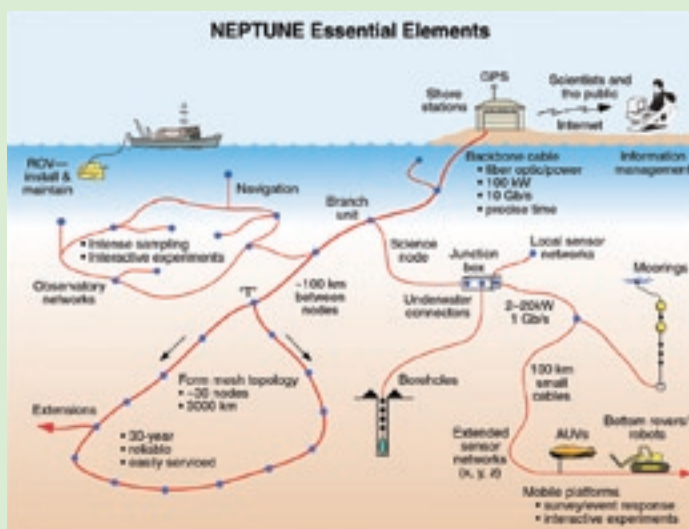 NEPTUNE Essential Elements
GPS
Shore
stations
Scientists and
the public
Internet
ROV—
install &
maintain
Navigation
Backbone cable
• fiber optic/power
• 100 kW
• 10 Gb/s
• precise time
Information
management
Branch
unit
• Intense sampling
• Interactive experiments
Observatory
networks
Science
node
Junction
box
Local sensor
networks
Moorings
"T"
~100 km
between
nodes
Underwater
connectors
2–20kW
1 Gb/s
Form mesh topology
• ~30 nodes
• 3000 km
Boreholes
100 km
small
cables
Extensions
• 30-year
• reliable
• easily serviced
Extended
sensor
networks
(x, y, z)
AUVs
Bottom rovers/
robots
Mobile platforms
• survey/event response
• interactive experiments